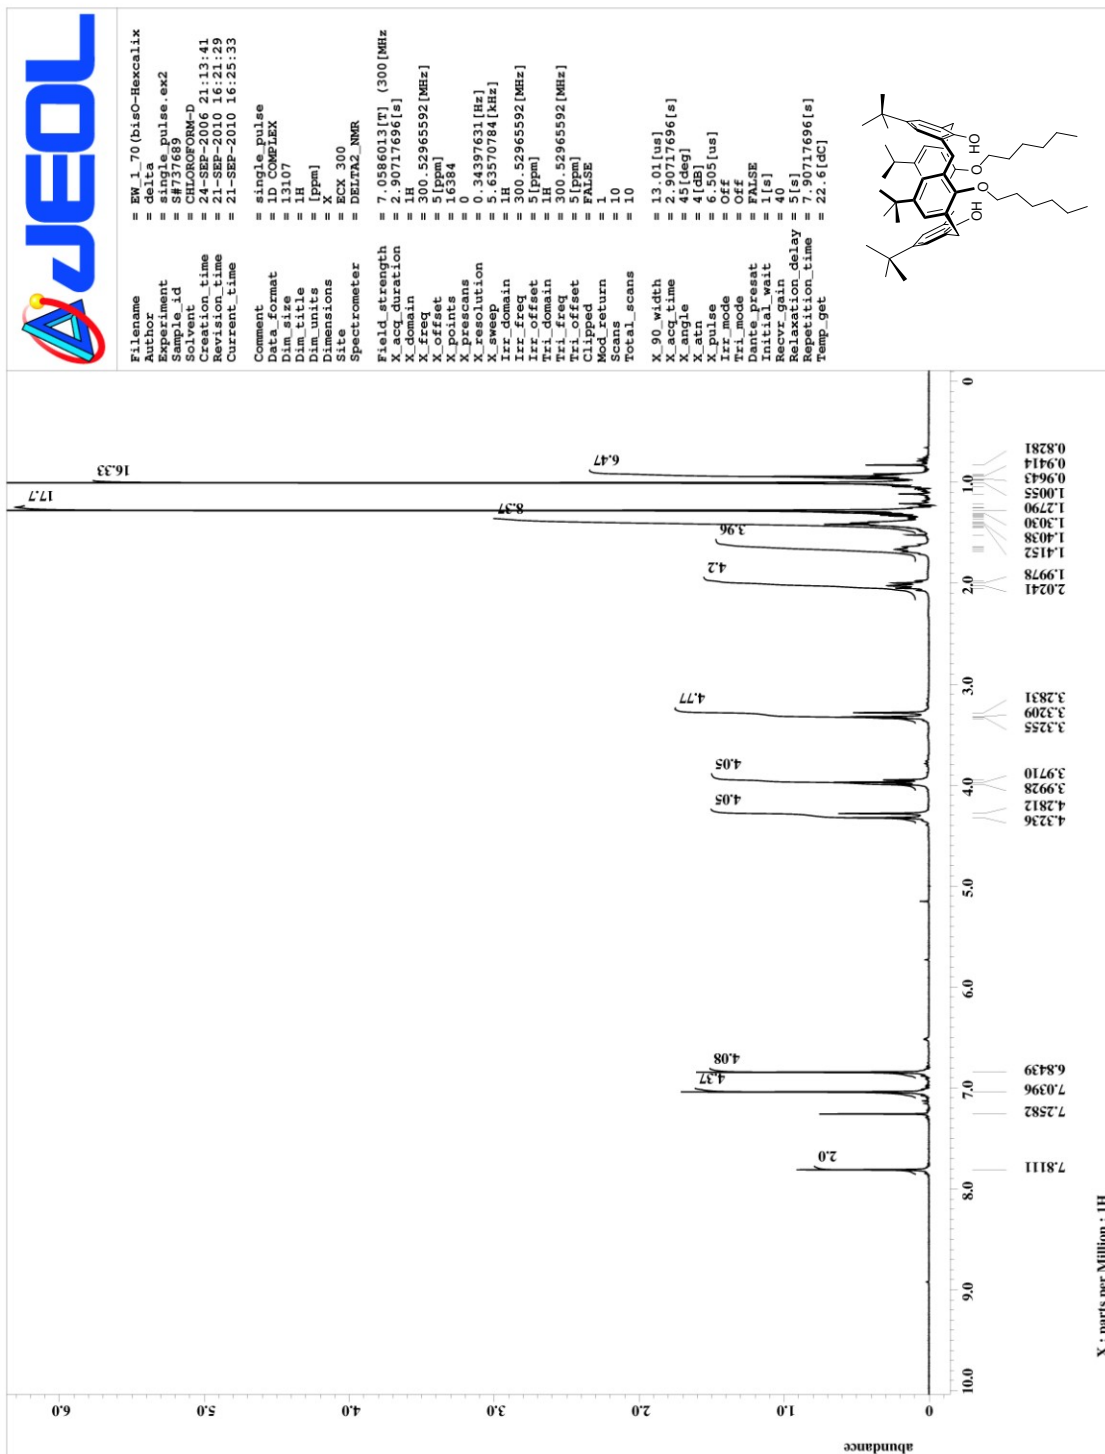 JEOL
Filename = EW_1_70(bisO-Hexcalix
Author = delta
Experiment = single_pulse.ex2
Sample_id = S#737689
Solvent = CHLOROFORM-D
Creation_time = 24-SEP-2006 21:13:41
Revision_time = 21-SEP-2010 16:21:29
Current_time = 21-SEP-2010 16:25:33
Comment = single_pulse
Data_format = 1D COMPLEX
Dim_size = 13107
Dim_title = 1H
Dim_units = [ppm]
Dimensions = X
Site = ECX 300
Spectrometer = DELTA2_NMR
Field_strength = 7.0586013[T] (300[MHz
X_acq_duration = 2.90717696[s]
X_domain = 1H
X_freq = 300.52965592[MHz]
X_offset = 5[ppm]
X_points = 16384
X_prescans = 0
X_resolution = 0.34397631[Hz]
X_sweep = 5.63570784[kHz]
Irr_domain = 1H
Irr_freq = 300.52965592[MHz]
Irr_offset = 5[ppm]
Tri_domain = 1H
Tri_freq = 300.52965592[MHz]
Tri_offset = 5[ppm]
Clipped = FALSE
Mod_return = 1
Scans = 10
Total_scans = 10
X_90_width = 13.01[us]
X_acq_time = 2.90717696[s]
X_angle = 45[deg]
X_atn = 4[dB]
X_pulse = 6.505[us]
Irr_mode = Off
Tri_mode = Off
Dante_presat = FALSE
Initial_wait = 1[s]
Recvr_gain = 40
Relaxation_delay = 5[s]
Repetition_time = 7.90717696[s]
Temp_get = 22.6[dC]
OH
O
O
OH
abundance
0 1.0 2.0 3.0 4.0 5.0 6.0
2.0 4.37 4.08 4.05 4.05 4.77 4.2 3.96 8.37 17.7 16.33 6.47
10.0 9.0 8.0 7.0 6.0 5.0 4.0 3.0 2.0 1.0 0
7.8111 7.2582 7.0396 6.8439 4.3236 4.2812 3.9928 3.9710 3.3255 3.3209 3.2831 2.0241 1.9978 1.4152 1.4038 1.3030 1.2790 1.0055 0.9643 0.9414 0.8281
X : parts per Million : 1H